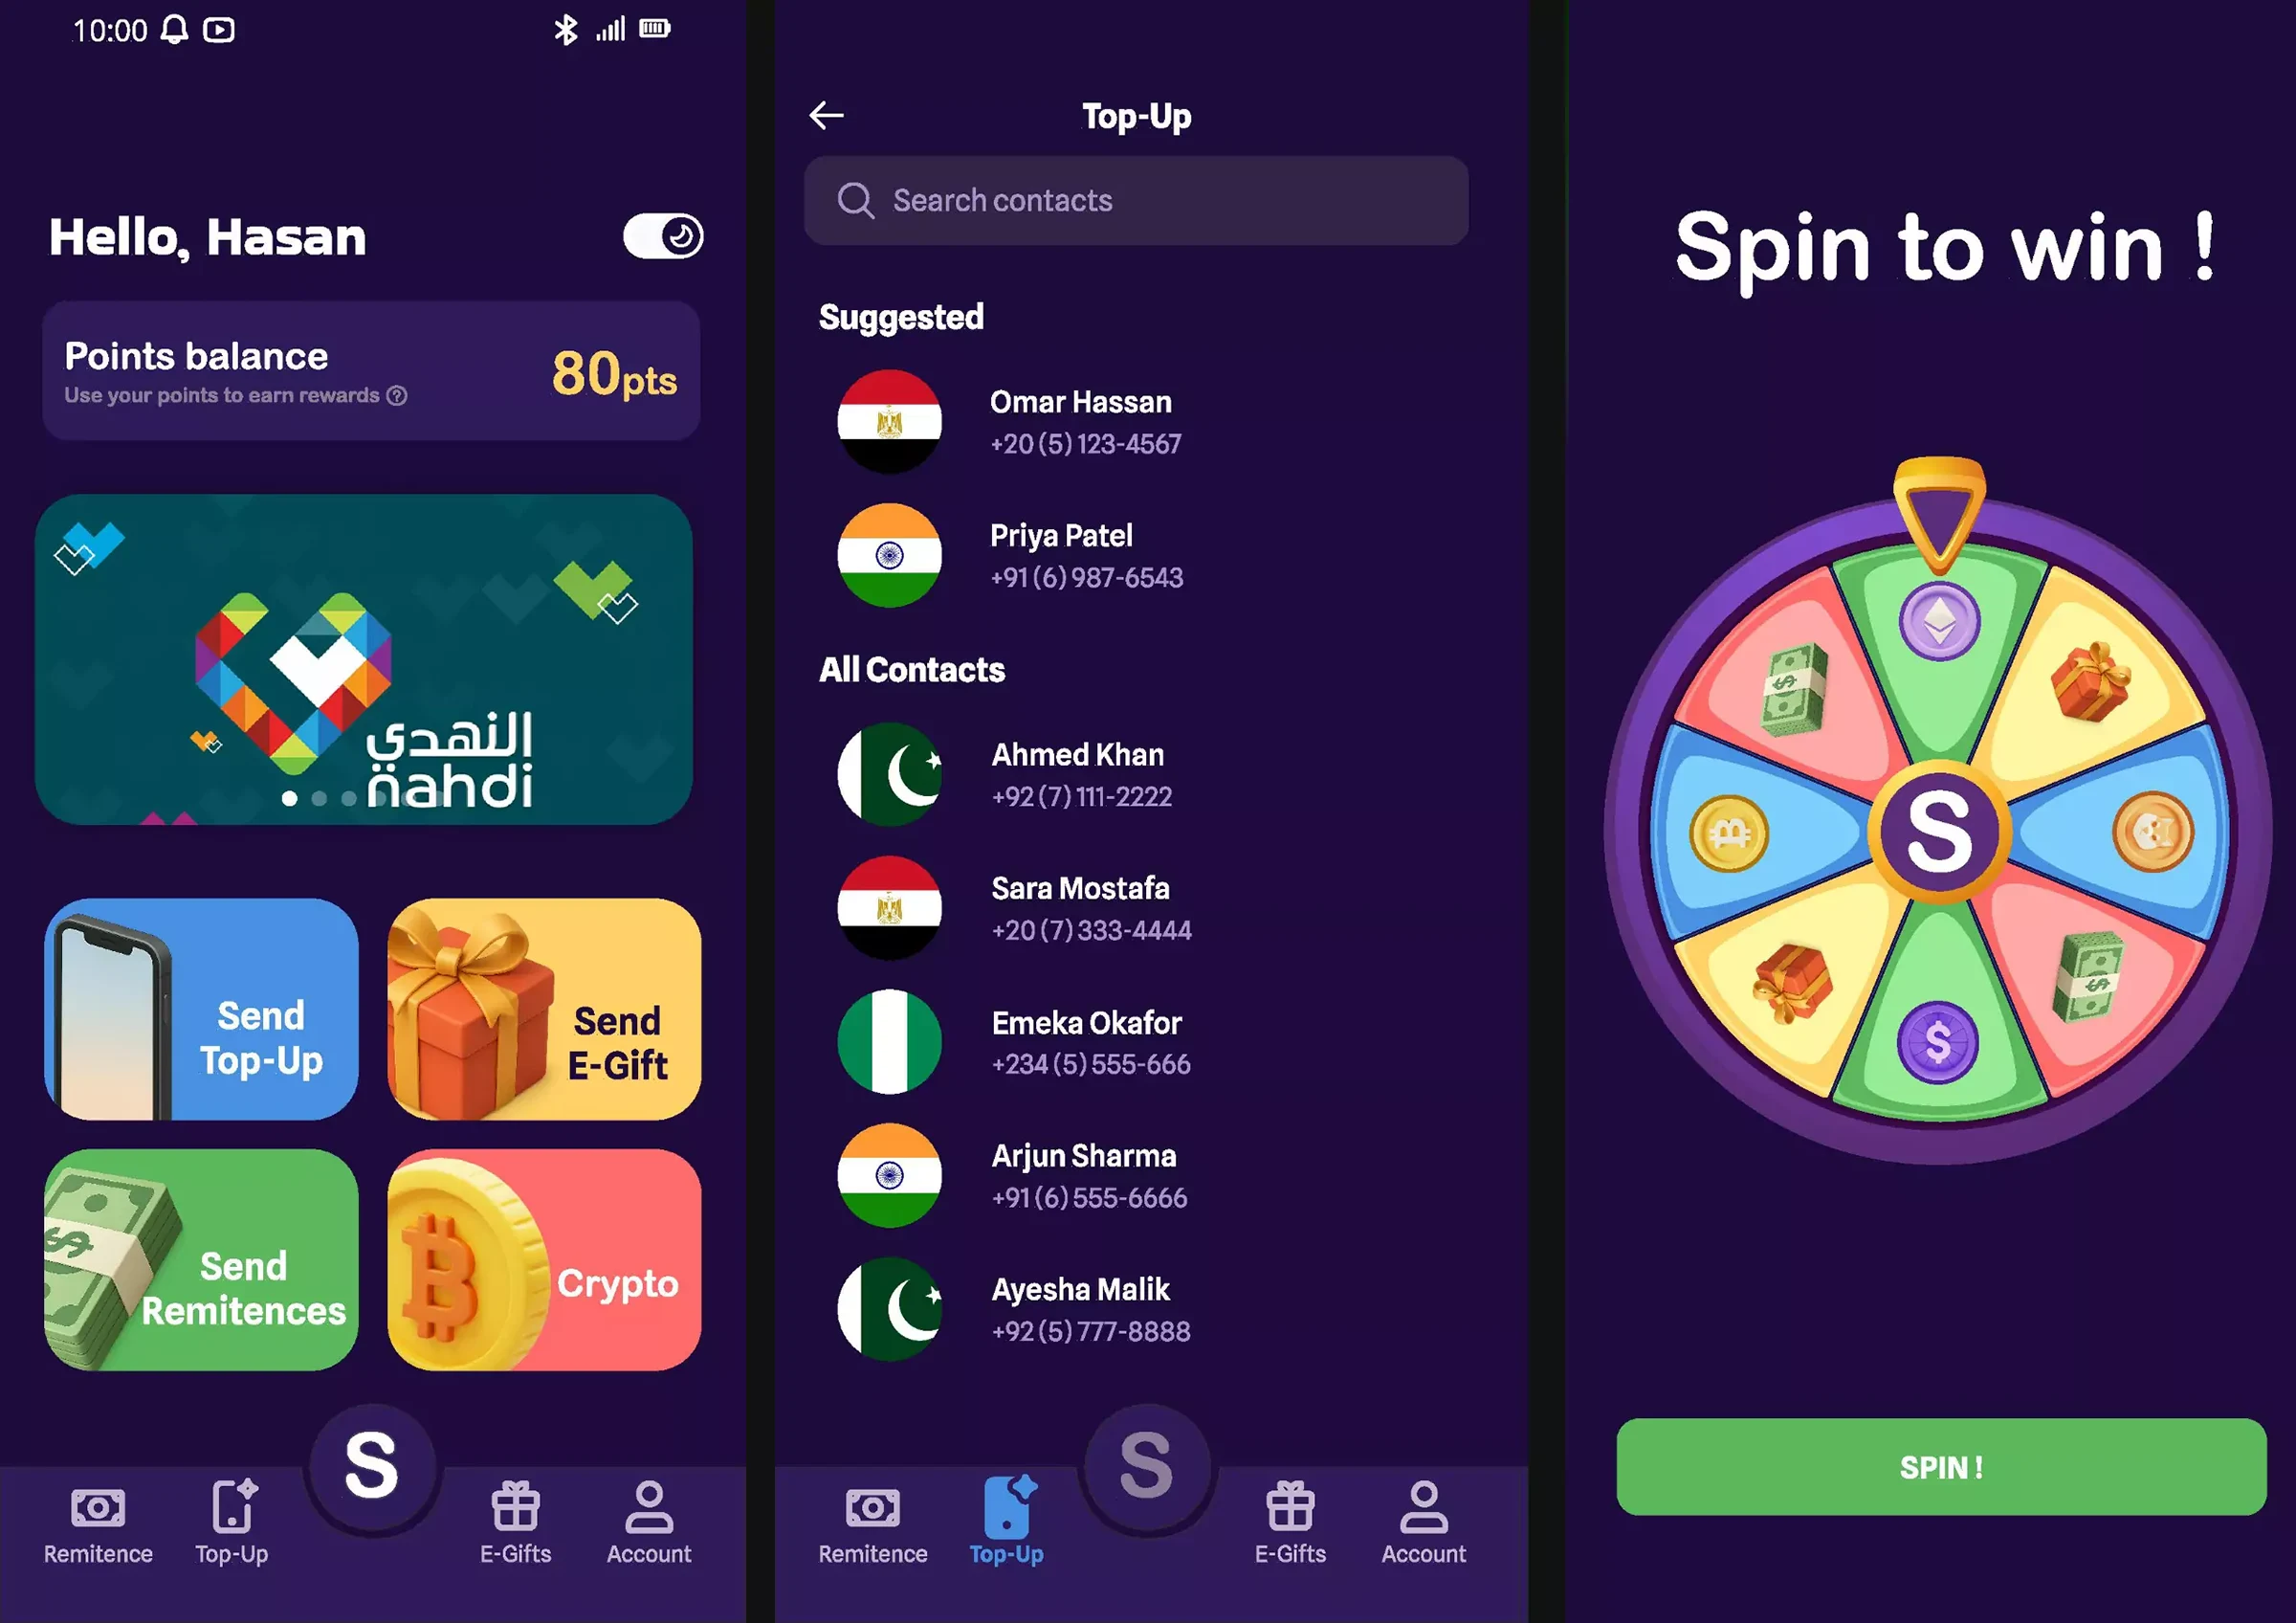 10:00
Hello, Hasan
Points balance
Use your points to earn rewards ?
80pts
النهدي
nahdi
Send
Top-Up
Send
E-Gift
Send
Remitences
Crypto
S
Remitence
Top-Up
E-Gifts
Account
Top-Up
Search contacts
Suggested
Omar Hassan
+20 (5) 123-4567
Priya Patel
+91 (6) 987-6543
All Contacts
Ahmed Khan
+92 (7) 111-2222
Sara Mostafa
+20 (7) 333-4444
Emeka Okafor
+234 (5) 555-666
Arjun Sharma
+91 (6) 555-6666
Ayesha Malik
+92 (5) 777-8888
S
Remitence
Top-Up
E-Gifts
Account
Spin to win !
S
SPIN !